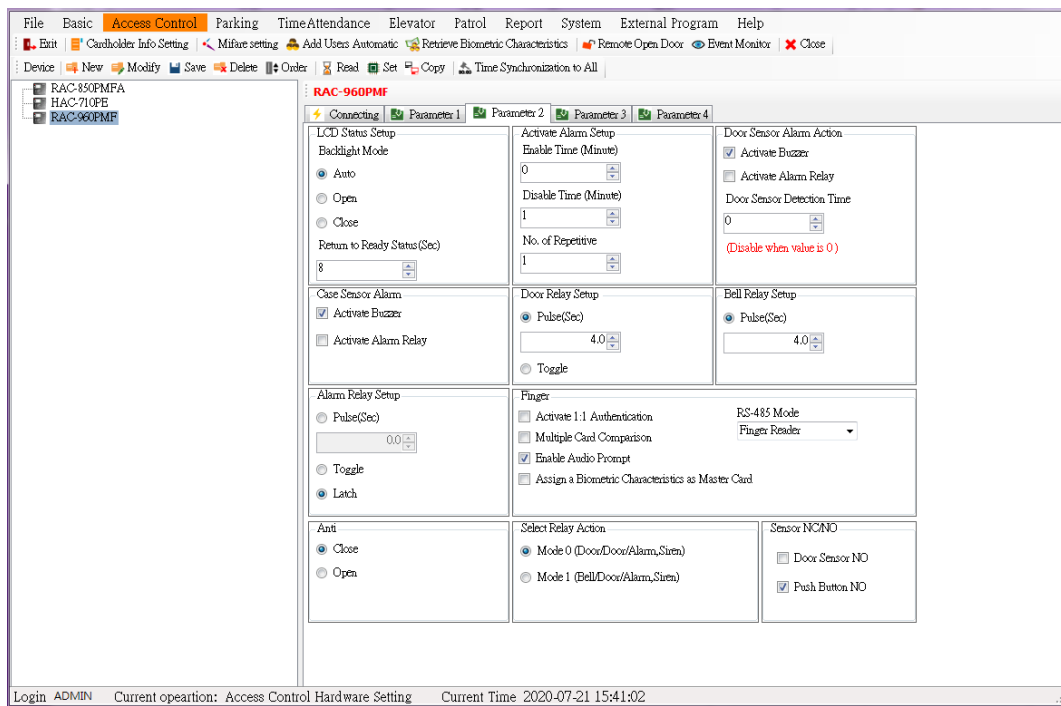 File Basic Access Control Parking TimeAttendance Elevator Patrol Report System External Program Help
Exit Cardholder Info Setting Mifare setting Add Users Automatic Retrieve Biometric Characteristics Remote Open Door Event Monitor Close
Device New Modify Save Delete Order Read Set Copy Time Synchronization to All
RAC-850PMFA
HAC-710PE
RAC-960PMF
RAC-960PMF
Connecting Parameter 1 Parameter 2 Parameter 3 Parameter 4
LCD Status Setup
Backlight Mode
Auto
Open
Close
Return to Ready Status(Sec)
8
Activate Alarm Setup
Enable Time (Minute)
0
Disable Time (Minute)
1
No. of Repetitive
1
Door Sensor Alarm Action
Activate Buzzer
Activate Alarm Relay
Door Sensor Detection Time
0
(Disable when value is 0 )
Case Sensor Alarm
Activate Buzzer
Activate Alarm Relay
Door Relay Setup
Pulse(Sec)
4.0
Toggle
Bell Relay Setup
Pulse(Sec)
4.0
Alarm Relay Setup
Pulse(Sec)
0.0
Toggle
Latch
Finger
Activate 1:1 Authentication
Multiple Card Comparison
Enable Audio Prompt
Assign a Biometric Characteristics as Master Card
RS-485 Mode
Finger Reader
Anti
Close
Open
Select Relay Action
Mode 0 (Door/Door/Alarm,Siren)
Mode 1 (Bell/Door/Alarm,Siren)
Sensor NC/NO
Door Sensor NO
Push Button NO
Login ADMIN Current opeartion: Access Control Hardware Setting Current Time 2020-07-21 15:41:02